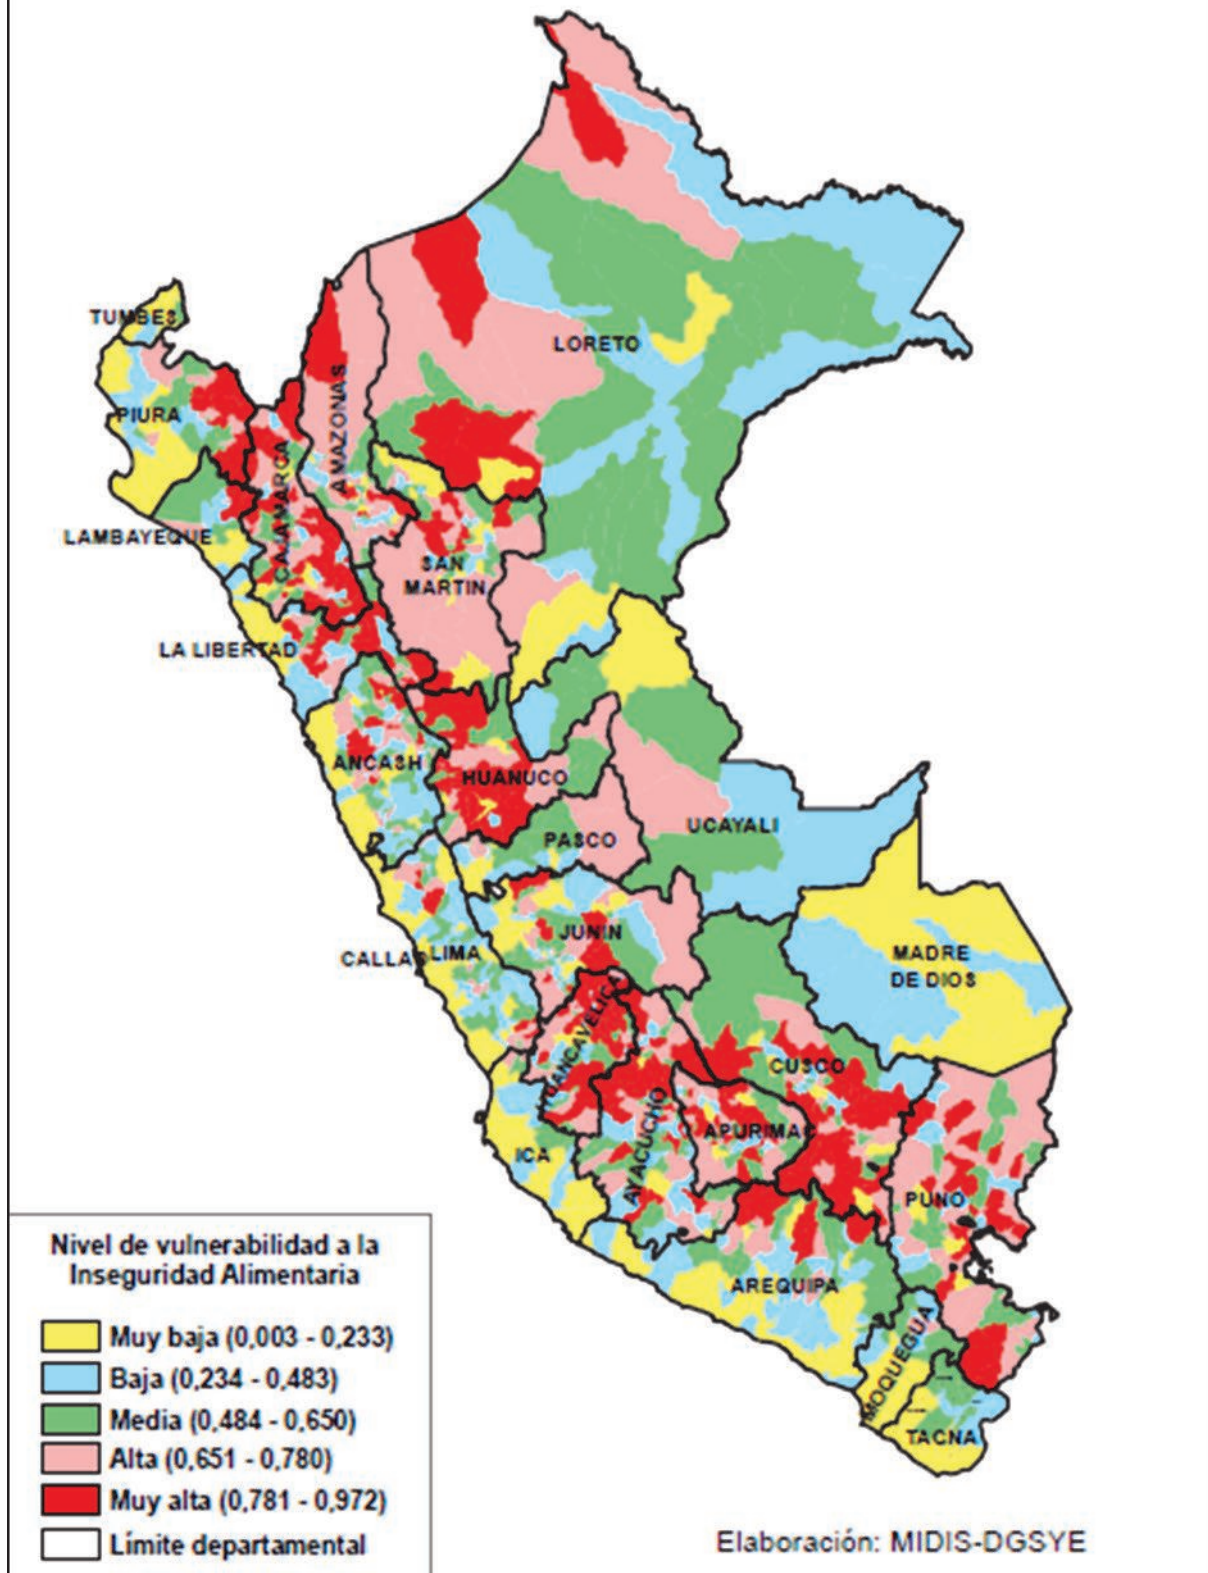 TUMBES
PIURA
LAMBAYEQUE
CAJAMARCA
AMAZONAS
LORETO
SAN
MARTIN
LA LIBERTAD
ANCASH
HUANUCO
PASCO
UCAYALI
JUNIN
CALLAO
LIMA
MADRE
DE DIOS
HUANCAVELICA
CUSCO
ICA
AYACUCHO
APURIMAC
PUNO
AREQUIPA
MOQUEGUA
TACNA
Nivel de vulnerabilidad a la
Inseguridad Alimentaria
Muy baja (0,003 - 0,233)
Baja (0,234 - 0,483)
Media (0,484 - 0,650)
Alta (0,651 - 0,780)
Muy alta (0,781 - 0,972)
Límite departamental
Elaboración: MIDIS-DGSYE